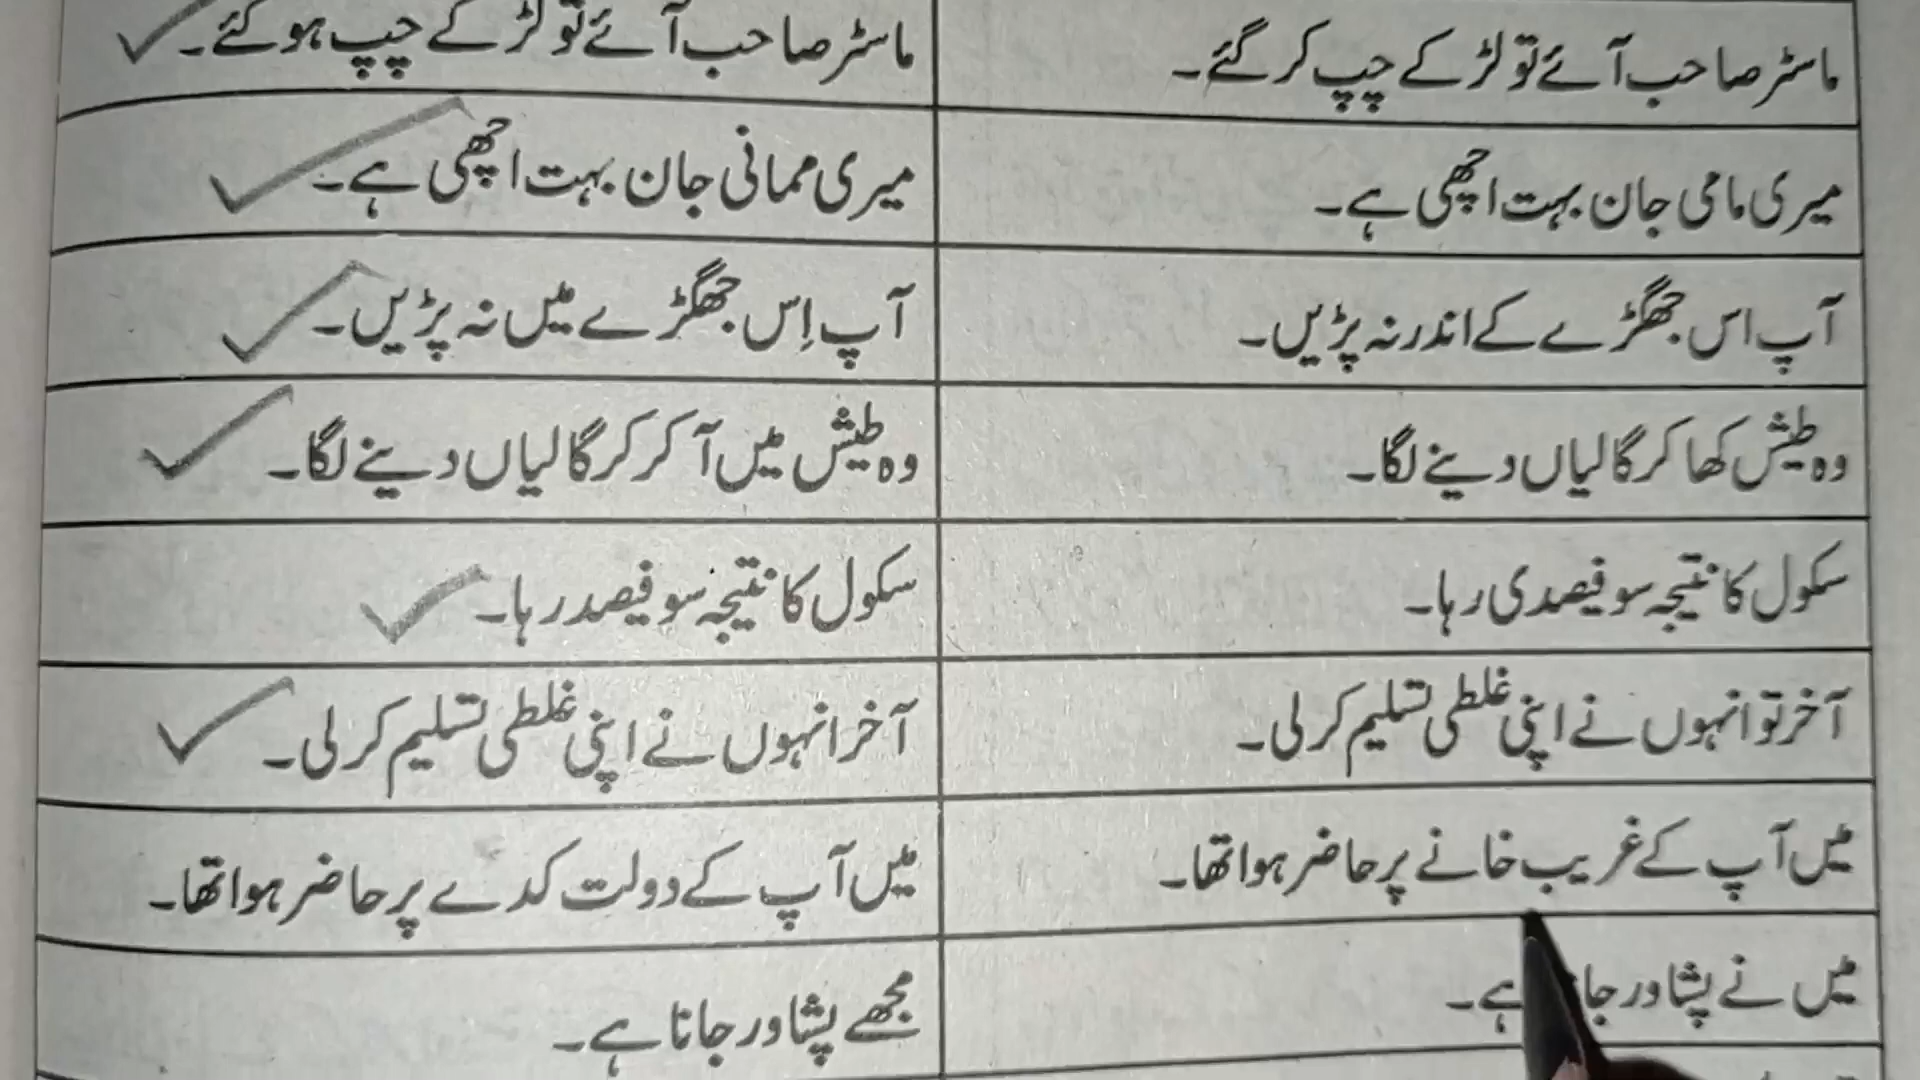 ماسٹر صاحب آئے تو لڑکے چپ کر گئے۔
ماسٹر صاحب آئے تو لڑکے چپ ہو گئے۔
میری مامی جان بہت اچھی ہے۔
میری ممانی جان بہت اچھی ہے۔
آپ اس جھگڑے کے اندر نہ پڑیں۔
آپ اِس جھگڑے میں نہ پڑیں۔
وہ طیش کھا کر گالیاں دینے لگا۔
وہ طیش میں آ کر کر گالیاں دینے لگا۔
سکول کا نتیجہ سو فیصدی رہا۔
سکول کا نتیجہ سو فیصد رہا۔
آخر تو انہوں نے اپنی غلطی تسلیم کر لی۔
آخر انہوں نے اپنی غلطی تسلیم کر لی۔
میں آپ کے غریب خانے پر حاضر ہوا تھا۔
میں آپ کے دولت کدے پر حاضر ہوا تھا۔
میں نے پشاور ہے۔
مجھے پشاور جانا ہے۔